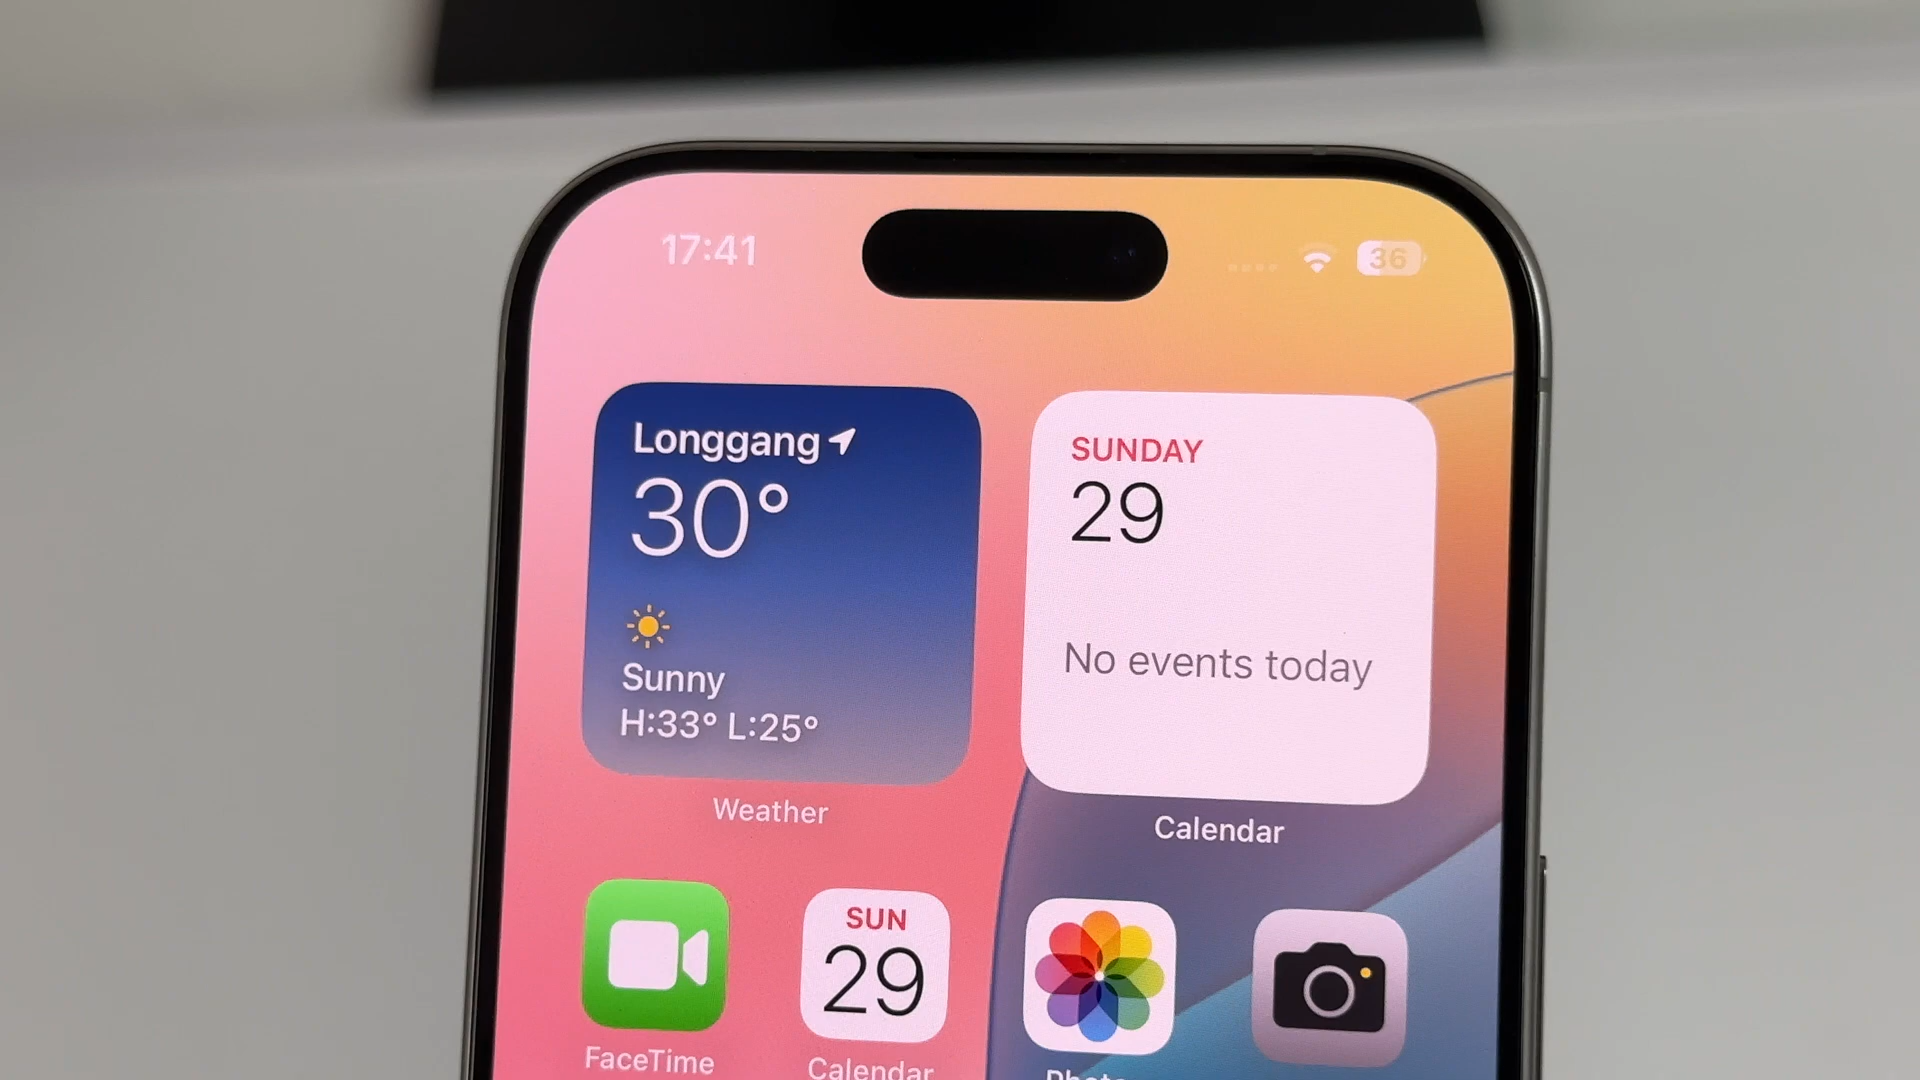 17:41
36
Longgang
30°
Sunny
H:33° L:25°
Weather
SUNDAY
29
No events today
Calendar
SUN
29
FaceTime
Calendar